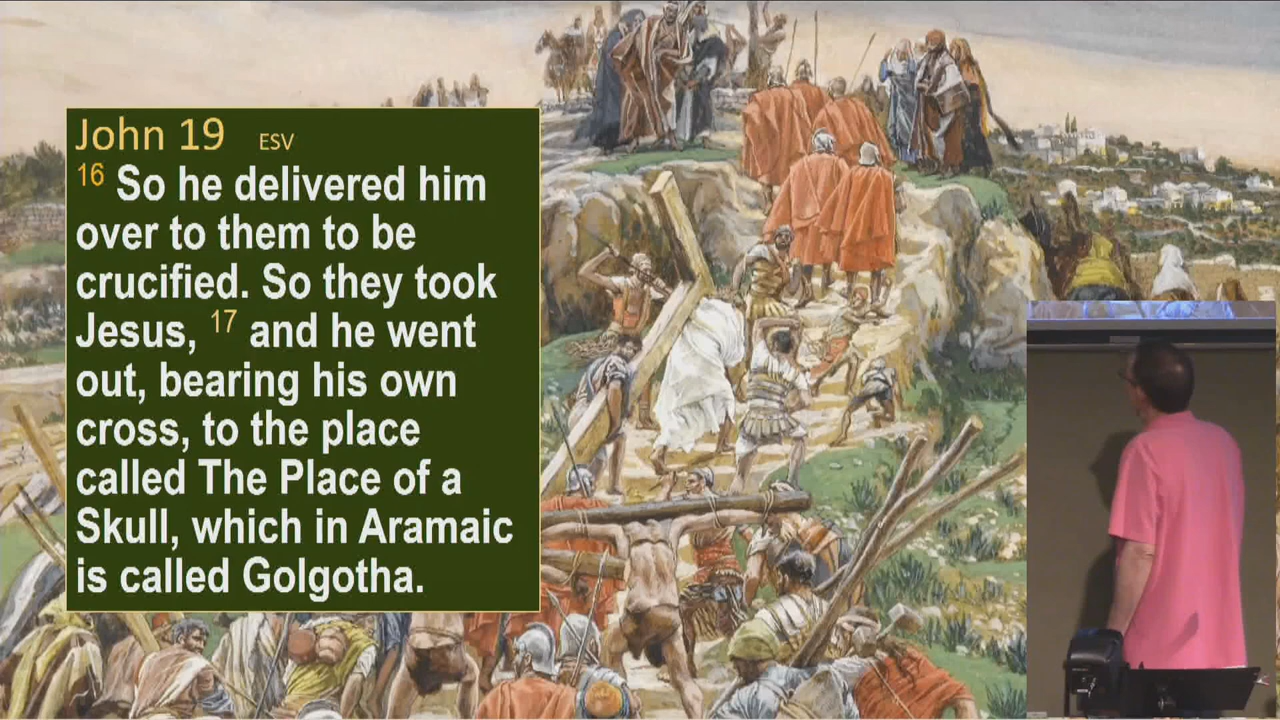 John 19 ESV
16 So he delivered him
over to them to be
crucified. So they took
Jesus, 17 and he went
out, bearing his own
cross, to the place
called The Place of a
Skull, which in Aramaic
is called Golgotha.